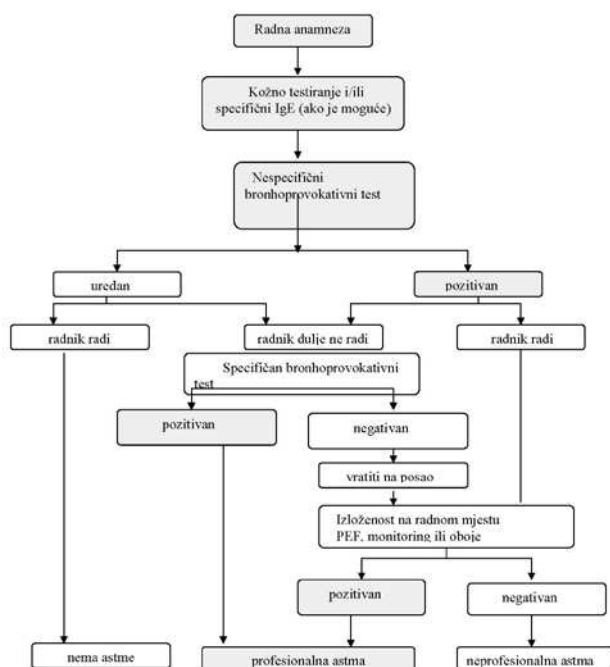 Radna anamneza
Kožno testiranje i/ili
specifični IgE (ako je moguće)
Nespecifični
bronhoprovokativni test
uređan
pozitivan
radnik radi
radnik dulje ne radi
radnik radi
Specifičan bronhoprovokativni
test
pozitivan
negativan
vratiti na posao
Izloženost na radnom mjestu
PEF, monitoring ili oboje
pozitivan
negativan
nema astme
profesionalna astma
neprofesionalna astma